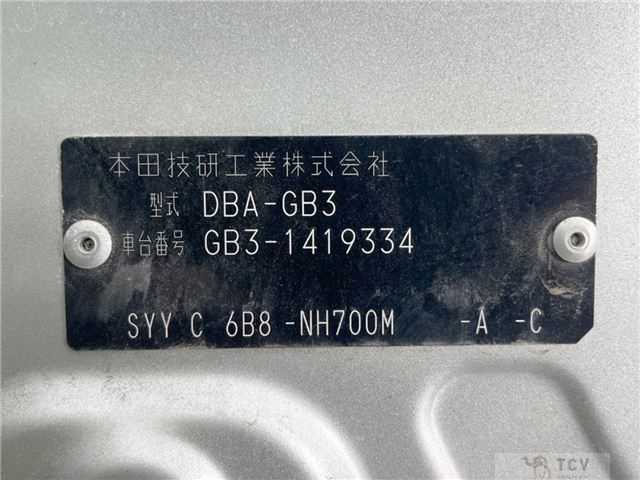 本田技研工業株式会社
型式 DBA-GB3
車台番号 GB3-1419334
SYY C 6B8 -NH700M -A -C
TCV